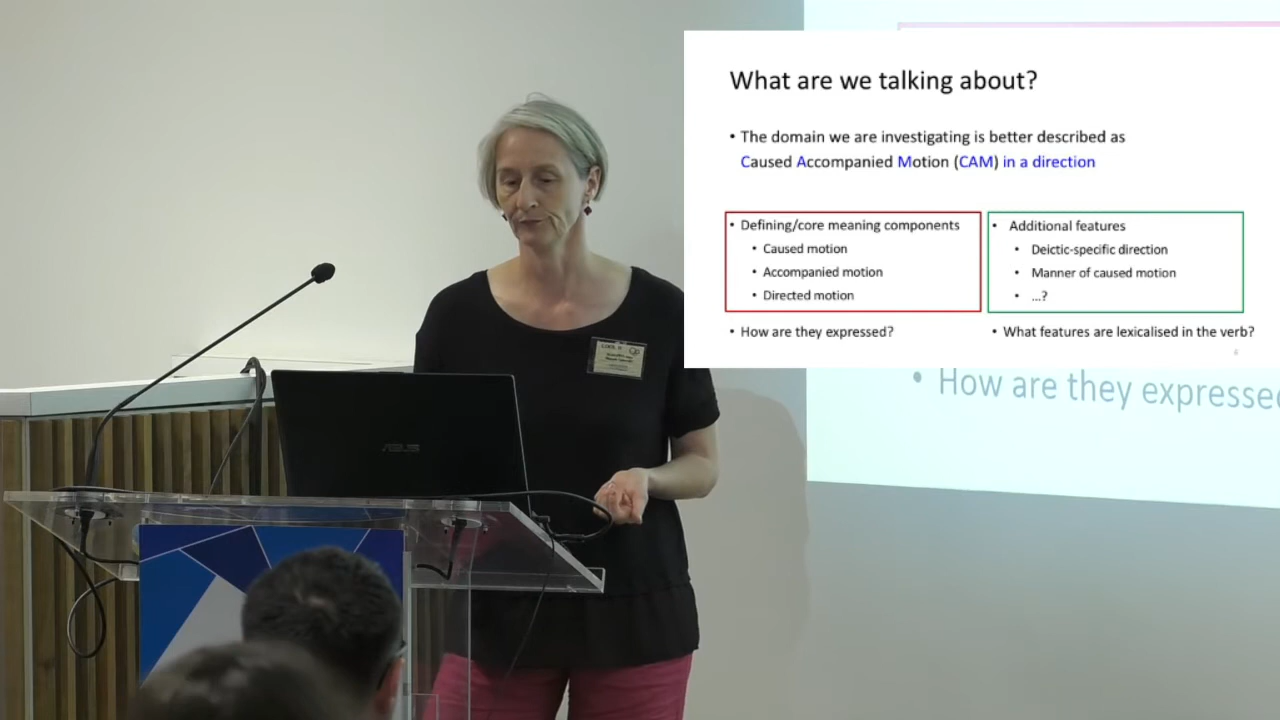 What are we talking about?
• The domain we are investigating is better described as
Caused Accompanied Motion (CAM) in a direction
• Defining/core meaning components
• Caused motion
• Accompanied motion
• Directed motion
• How are they expressed?
• Additional features
• Deictic-specific direction
• Manner of caused motion
• ...?
• What features are lexicalised in the verb?
• How are they expresse
ASUS